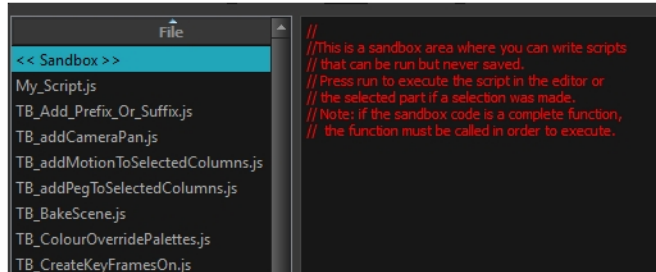 File
<< Sandbox >>
My_Script.js
TB_Add_Prefix_Or_Suffix.js
TB_addCameraPan.js
TB_addMotionToSelectedColumns.js
TB_addPegToSelectedColumns.js
TB_BakeScene.js
TB_ColourOverridePalettes.js
TB_CreateKeyFramesOn.js
//
//This is a sandbox area where you can write scripts
// that can be run but never saved.
// Press run to execute the script in the editor or
// the selected part if a selection was made.
// Note: if the sandbox code is a complete function,
//  the function must be called in order to execute.